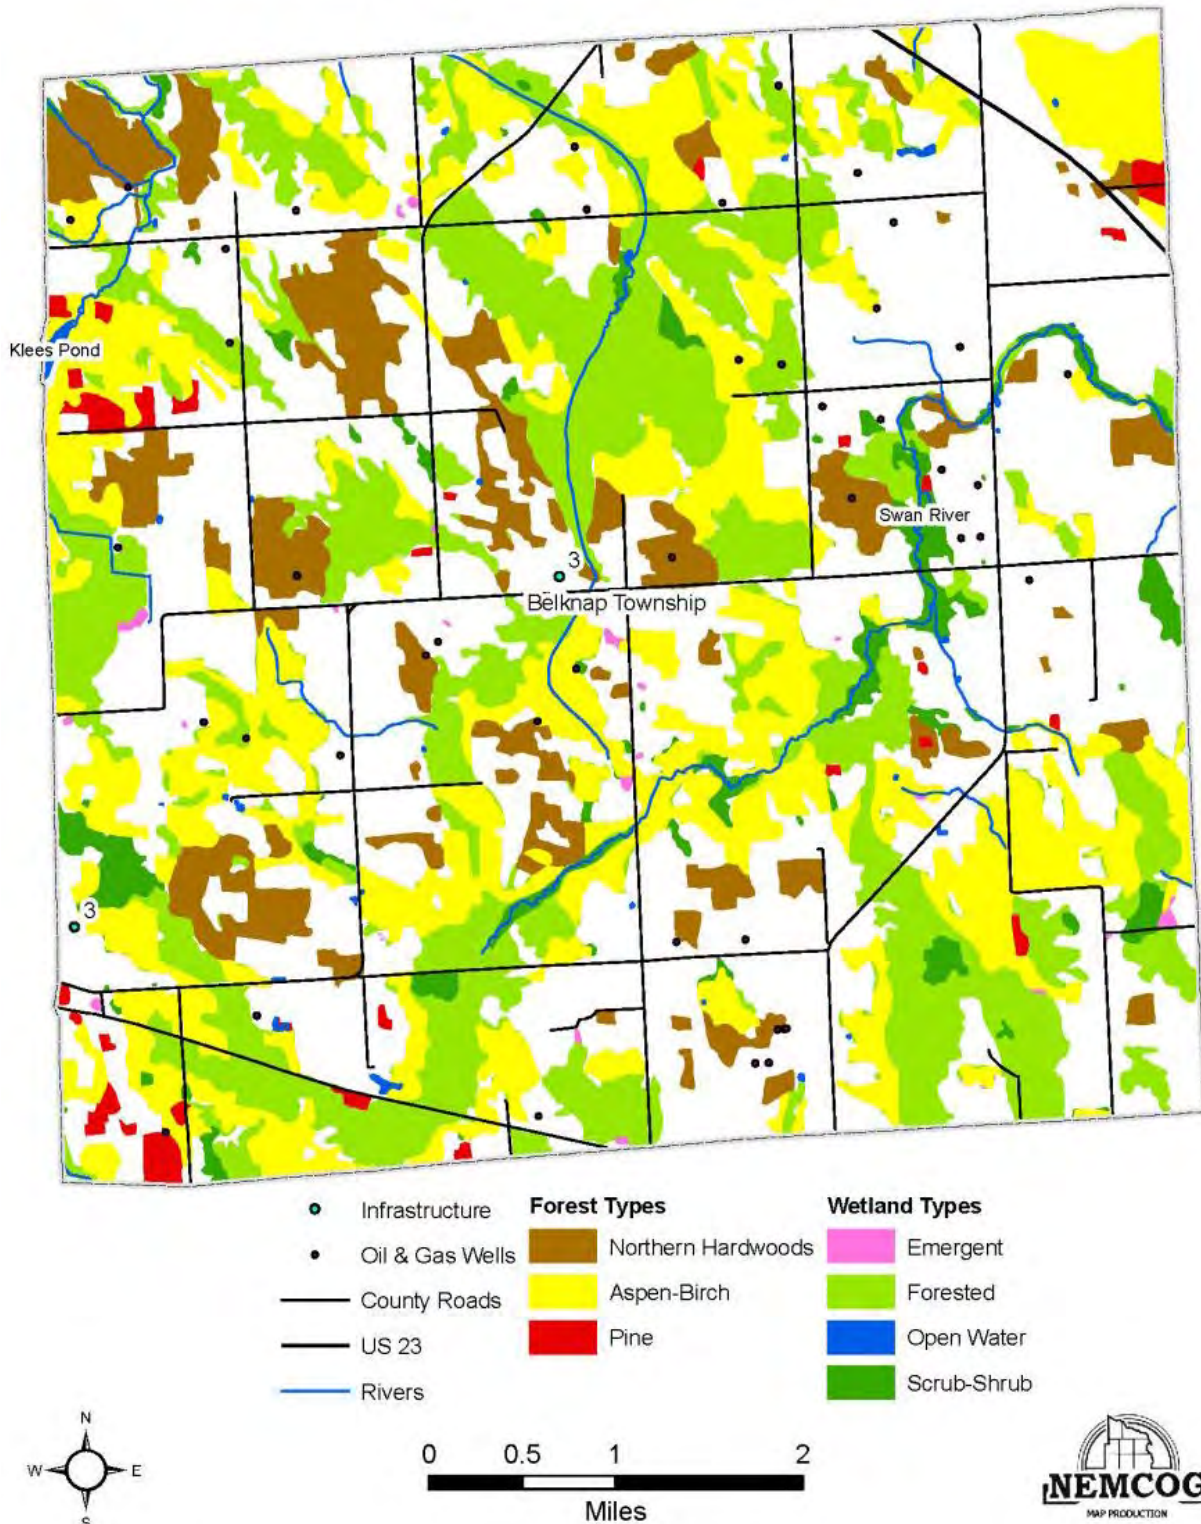 Klees Pond
Swan River
3
Belknap Township
3
Infrastructure
Oil & Gas Wells
County Roads
US 23
Rivers
Forest Types
Northern Hardwoods
Aspen-Birch
Pine
Wetland Types
Emergent
Forested
Open Water
Scrub-Shrub
N
W E
S
0 0.5 1 2
Miles
NEMCOG
MAP PRODUCTION